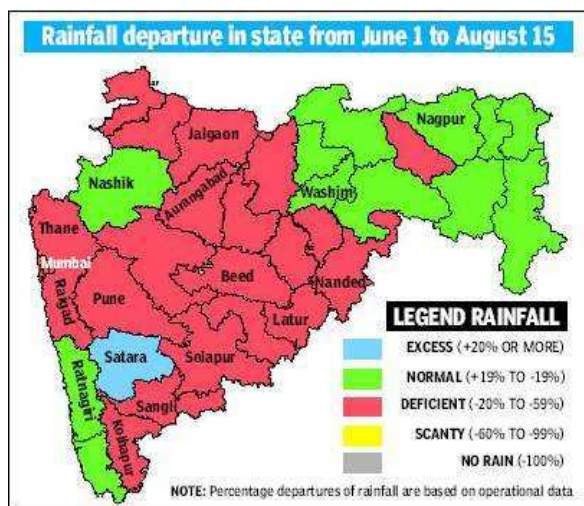 Rainfall departure in state from June 1 to August 15
Jalgaon
Nagpur
Nashik
Aurangabad
Washim
Thane
Mumbai
Beed
Nanded
Raigad
Pune
Latur
Satara
Solapur
Ratnagiri
Sangli
Kolhapur
LEGEND RAINFALL
EXCESS (+20% OR MORE)
NORMAL (+19% TO -19%)
DEFICIENT (-20% TO -59%)
SCANTY (-60% TO -99%)
NO RAIN (-100%)
NOTE: Percentage departures of rainfall are based on operational data